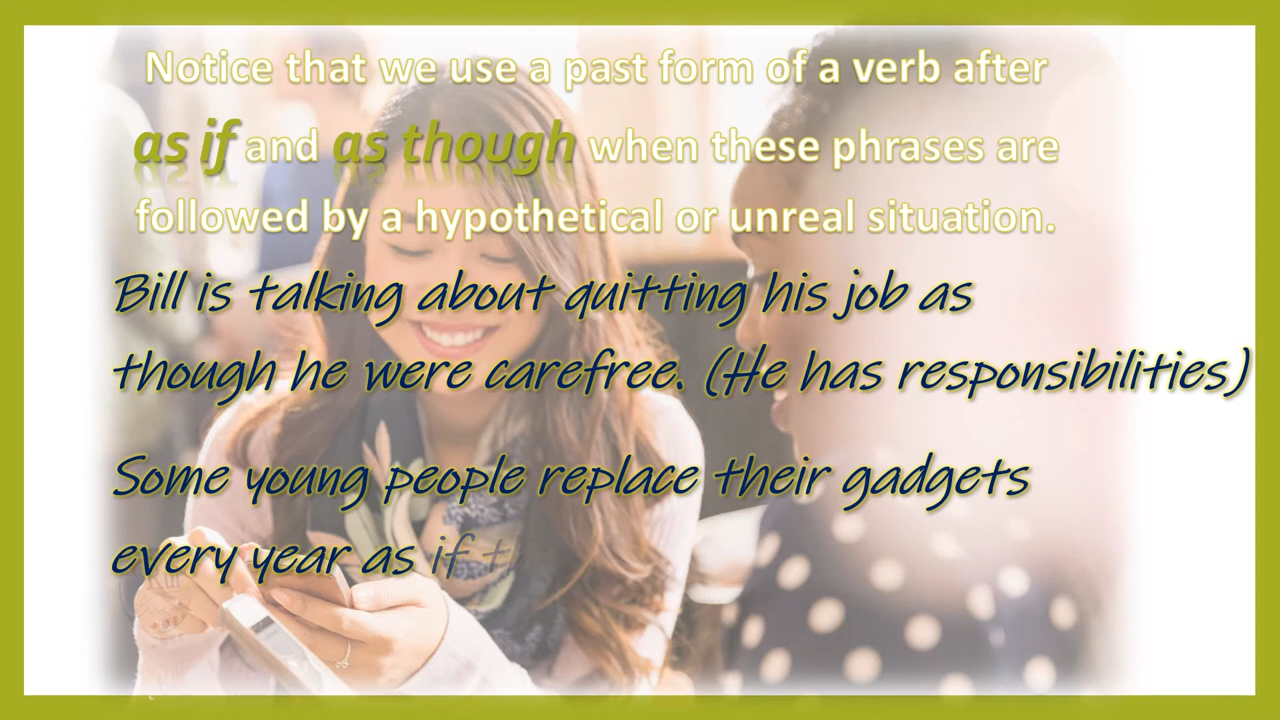 Notice that we use a past form of a verb after
as if and as though when these phrases are
followed by a hypothetical or unreal situation.
Bill is talking about quitting his job as
though he were carefree. (He has responsibilities)
Some young people replace their gadgets
every year as if